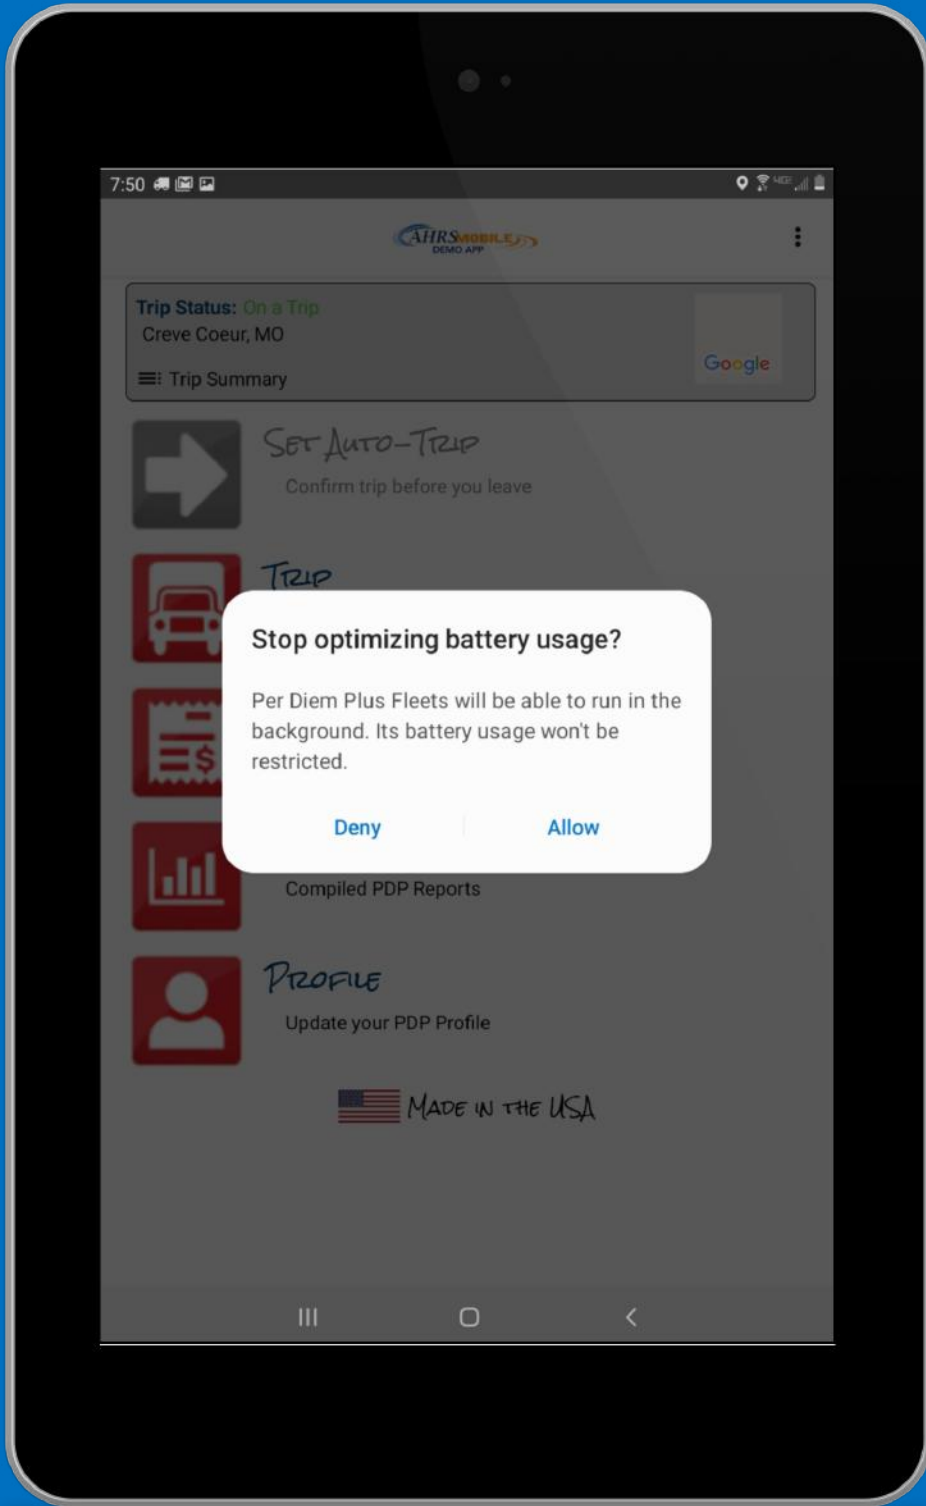 7:50
4GE
AHRSMOBILE
DEMO APP
Trip Status: On a Trip
Creve Coeur, MO
Trip Summary
Google
SET AUTO-TRIP
Confirm trip before you leave
TRIP
Stop optimizing battery usage?
Per Diem Plus Fleets will be able to run in the
background. Its battery usage won't be
restricted.
Deny
Allow
Compiled PDP Reports
PROFILE
Update your PDP Profile
MADE IN THE USA